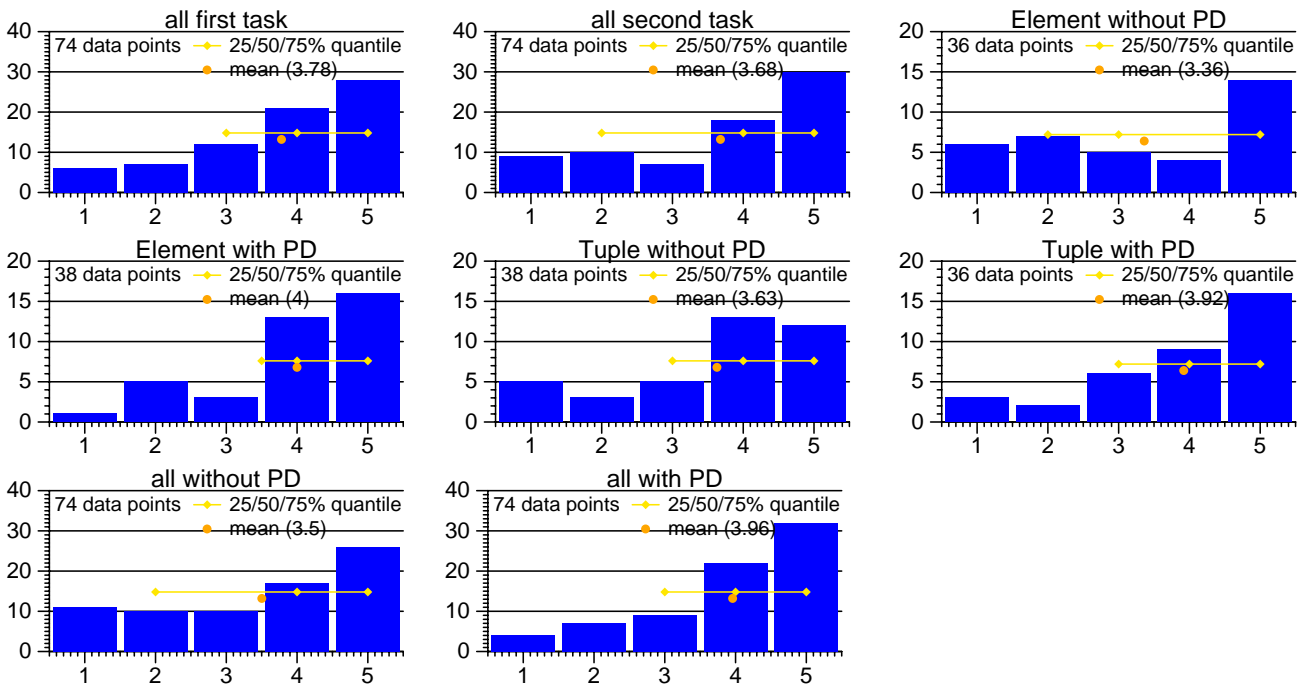 all first task
74 data points 25/50/75% quantile
mean (3.78)
40
30
20
10
0
1 2 3 4 5
all second task
74 data points 25/50/75% quantile
mean (3.68)
40
30
20
10
0
1 2 3 4 5
Element without PD
36 data points 25/50/75% quantile
mean (3.36)
20
15
10
5
0
1 2 3 4 5
Element with PD
38 data points 25/50/75% quantile
mean (4)
20
15
10
5
0
1 2 3 4 5
Tuple without PD
38 data points 25/50/75% quantile
mean (3.63)
20
15
10
5
0
1 2 3 4 5
Tuple with PD
36 data points 25/50/75% quantile
mean (3.92)
20
15
10
5
0
1 2 3 4 5
all without PD
74 data points 25/50/75% quantile
mean (3.5)
40
30
20
10
0
1 2 3 4 5
all with PD
74 data points 25/50/75% quantile
mean (3.96)
40
30
20
10
0
1 2 3 4 5